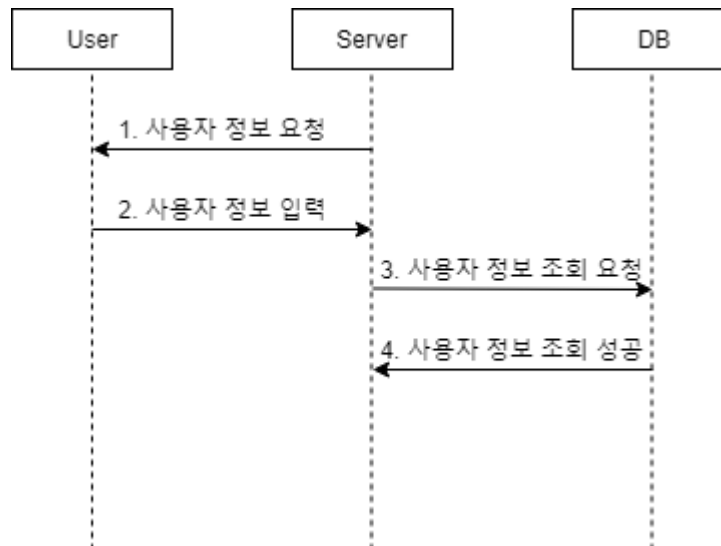 User
Server
DB
1. 사용자 정보 요청
2. 사용자 정보 입력
3. 사용자 정보 조회 요청
4. 사용자 정보 조회 성공